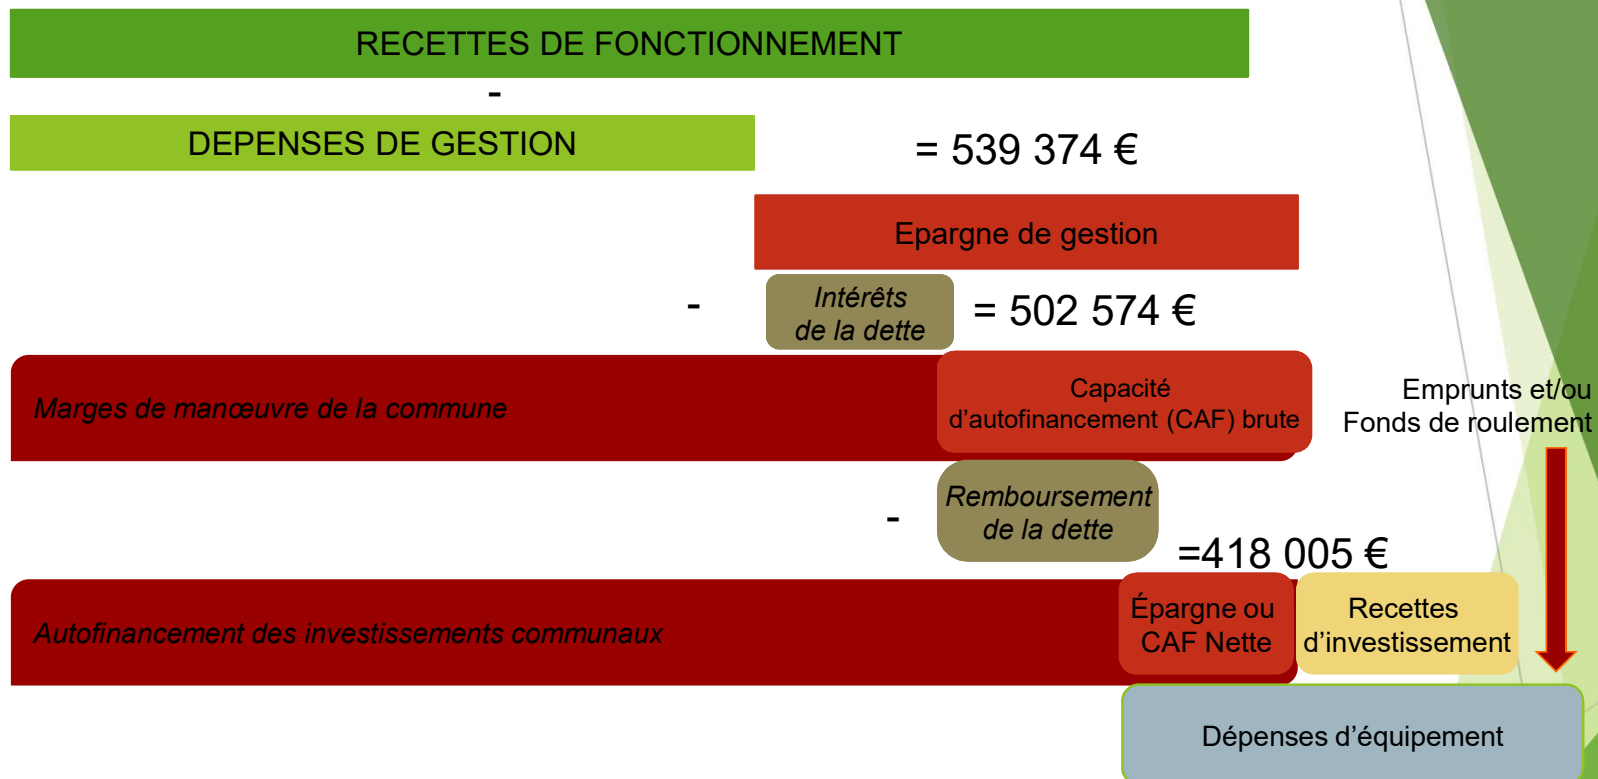 RECETTES DE FONCTIONNEMENT
-
DEPENSES DE GESTION
= 539 374 €
Epargne de gestion
-
Intérêts
de la dette
= 502 574 €
Marges de manœuvre de la commune
Capacité
d’autofinancement (CAF) brute
Emprunts et/ou
Fonds de roulement
-
Remboursement
de la dette
=418 005 €
Autofinancement des investissements communaux
Épargne ou
CAF Nette
Recettes
d’investissement
Dépenses d’équipement